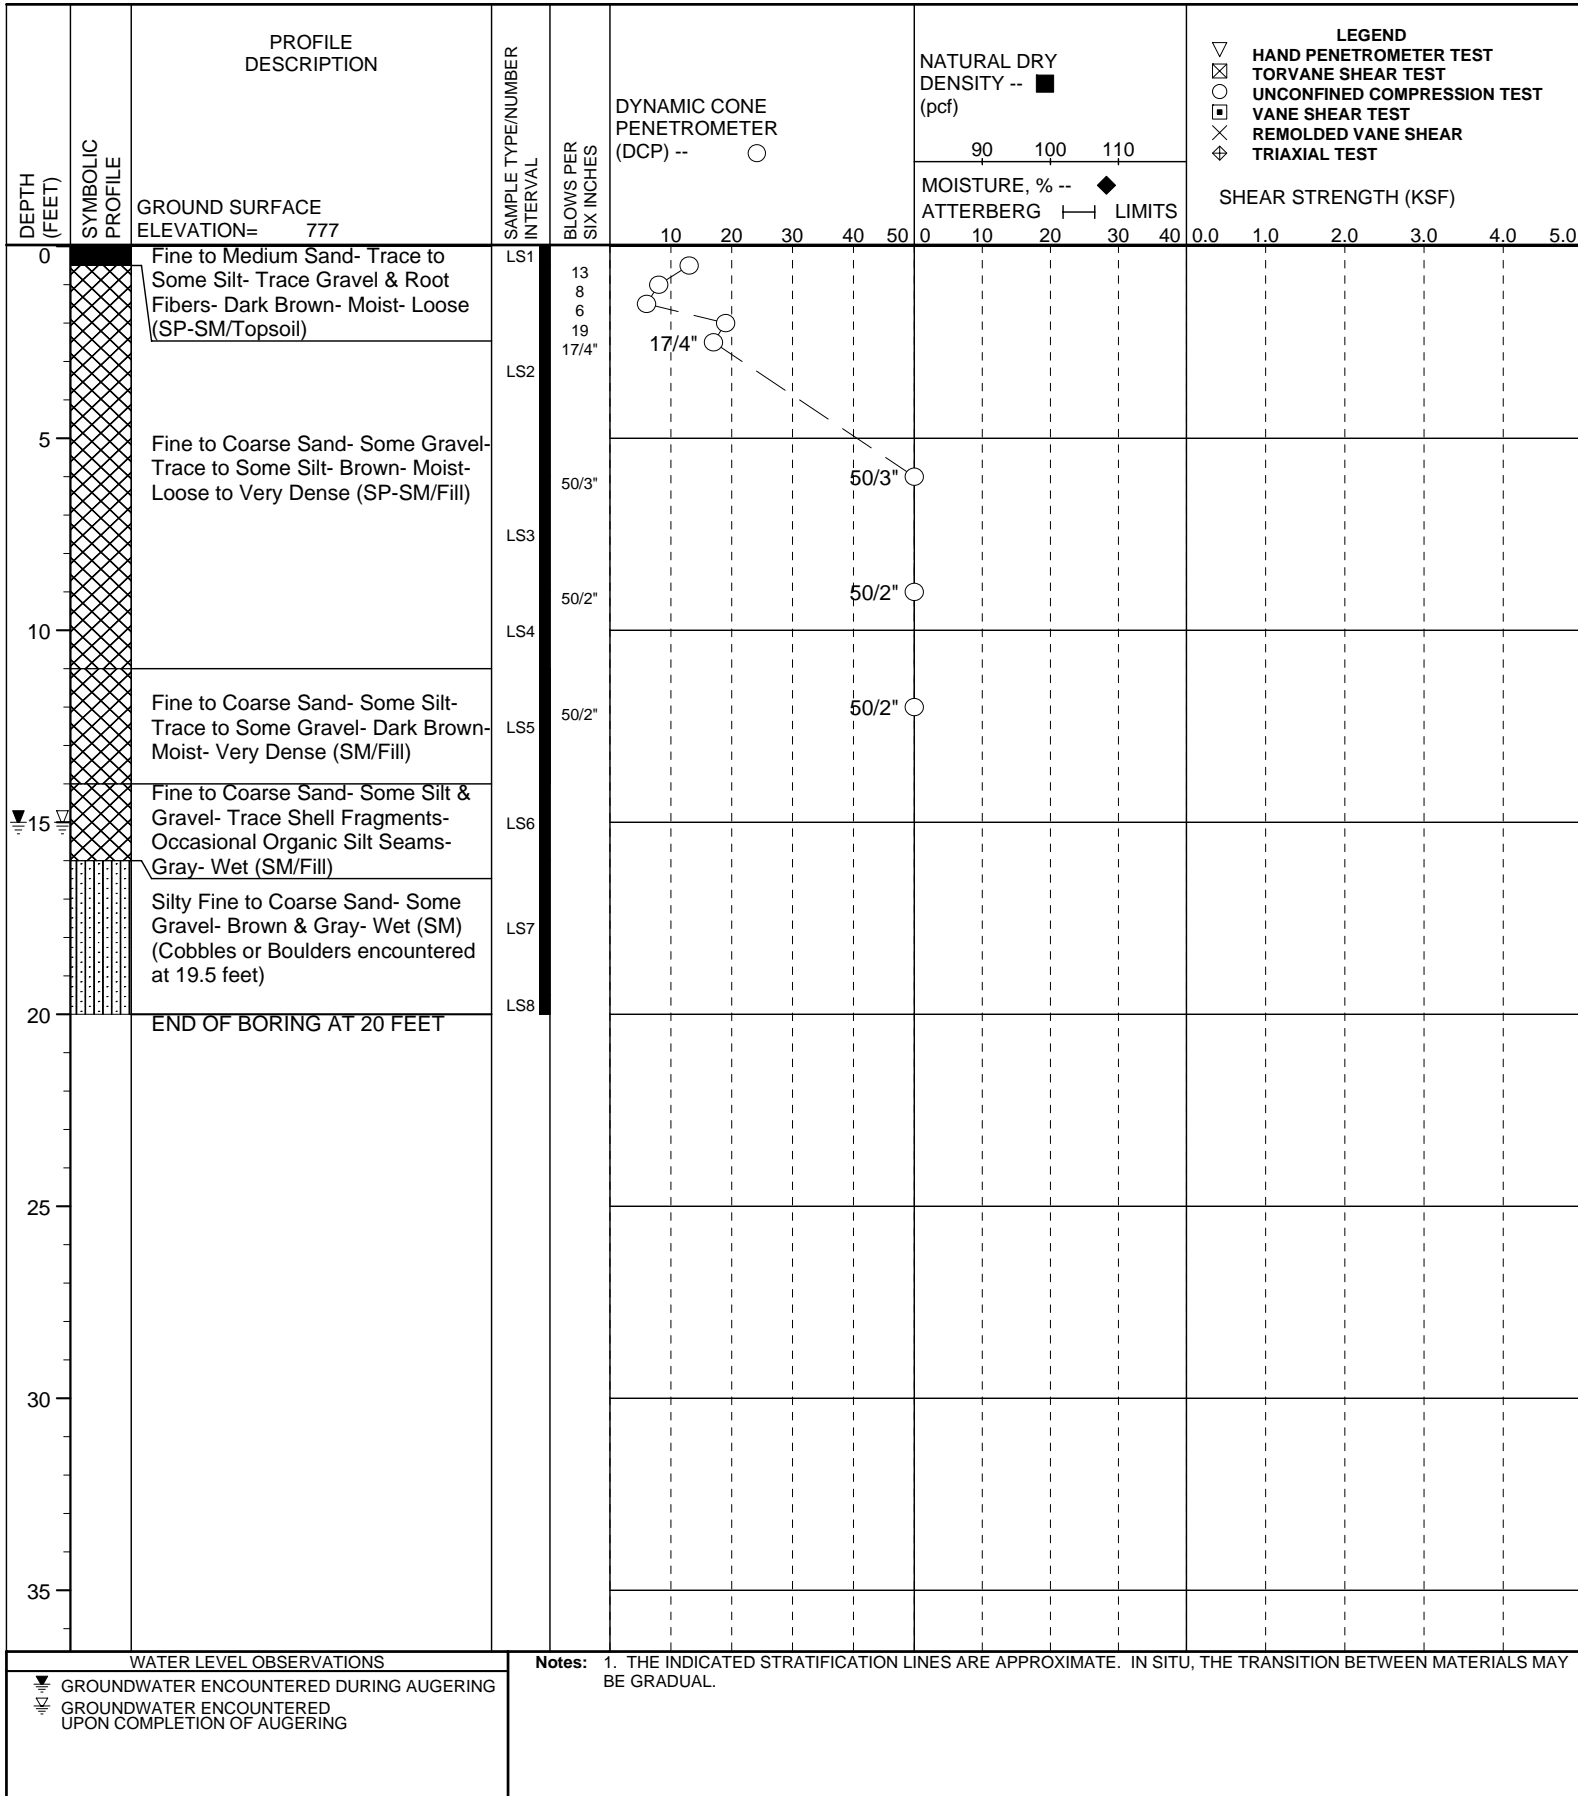 PROFILE
DESCRIPTION
DEPTH
(FEET)
SYMBOLIC
PROFILE
GROUND SURFACE
ELEVATION= 777
SAMPLE TYPE/NUMBER
INTERVAL
BLOWS PER
SIX INCHES
DYNAMIC CONE
PENETROMETER
(DCP) --
10 20 30 40 50
NATURAL DRY
DENSITY --
(pcf)
90 100 110
MOISTURE, % --
ATTERBERG LIMITS
0 10 20 30 40
LEGEND
HAND PENETROMETER TEST
TORVANE SHEAR TEST
UNCONFINED COMPRESSION TEST
VANE SHEAR TEST
REMOLDED VANE SHEAR
TRIAXIAL TEST
SHEAR STRENGTH (KSF)
0.0 1.0 2.0 3.0 4.0 5.0
0
Fine to Medium Sand- Trace to
Some Silt- Trace Gravel & Root
Fibers- Dark Brown- Moist- Loose
(SP-SM/Topsoil)
LS1
13
8
6
19
17/4"
17/4"
LS2
5
Fine to Coarse Sand- Some Gravel-
Trace to Some Silt- Brown- Moist-
Loose to Very Dense (SP-SM/Fill)
50/3"
50/3"
LS3
50/2"
50/2"
10
LS4
Fine to Coarse Sand- Some Silt-
Trace to Some Gravel- Dark Brown-
Moist- Very Dense (SM/Fill)
LS5
50/2"
50/2"
Fine to Coarse Sand- Some Silt &
Gravel- Trace Shell Fragments-
Occasional Organic Silt Seams-
Gray- Wet (SM/Fill)
15
LS6
Silty Fine to Coarse Sand- Some
Gravel- Brown & Gray- Wet (SM)
(Cobbles or Boulders encountered
at 19.5 feet)
LS7
LS8
20
END OF BORING AT 20 FEET
25
30
35
WATER LEVEL OBSERVATIONS
GROUNDWATER ENCOUNTERED DURING AUGERING
GROUNDWATER ENCOUNTERED
UPON COMPLETION OF AUGERING
Notes: 1. THE INDICATED STRATIFICATION LINES ARE APPROXIMATE. IN SITU, THE TRANSITION BETWEEN MATERIALS MAY
BE GRADUAL.